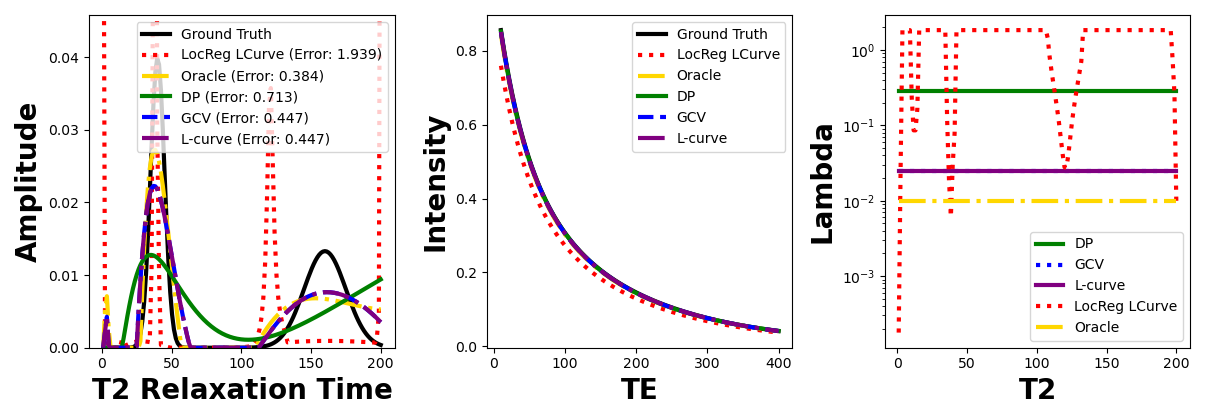 Amplitude
0.04
0.03
0.02
0.01
0.00
0
50
100
150
200
T2 Relaxation Time
Ground Truth
LocReg LCurve (Error: 1.939)
Oracle (Error: 0.384)
DP (Error: 0.713)
GCV (Error: 0.447)
L-curve (Error: 0.447)
Intensity
0.8
0.6
0.4
0.2
0.0
0
100
200
300
400
TE
Ground Truth
LocReg LCurve
Oracle
DP
GCV
L-curve
Lambda
10⁰
10⁻¹
10⁻²
10⁻³
0
50
100
150
200
T2
DP
GCV
L-curve
LocReg LCurve
Oracle